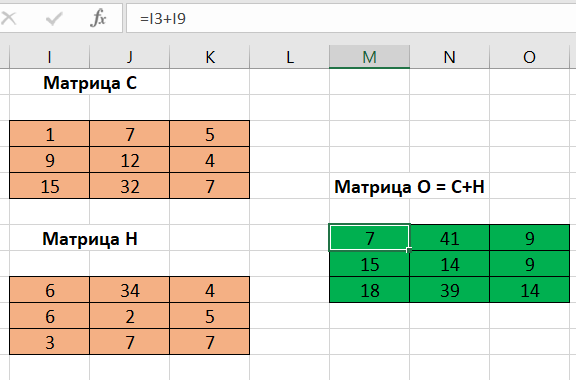 fx =I3+I9
I J K L M N O
Матрица C
1 7 5
9 12 4
15 32 7
Матрица O = C+H
Матрица H
7 41 9
15 14 9
18 39 14
6 34 4
6 2 5
3 7 7